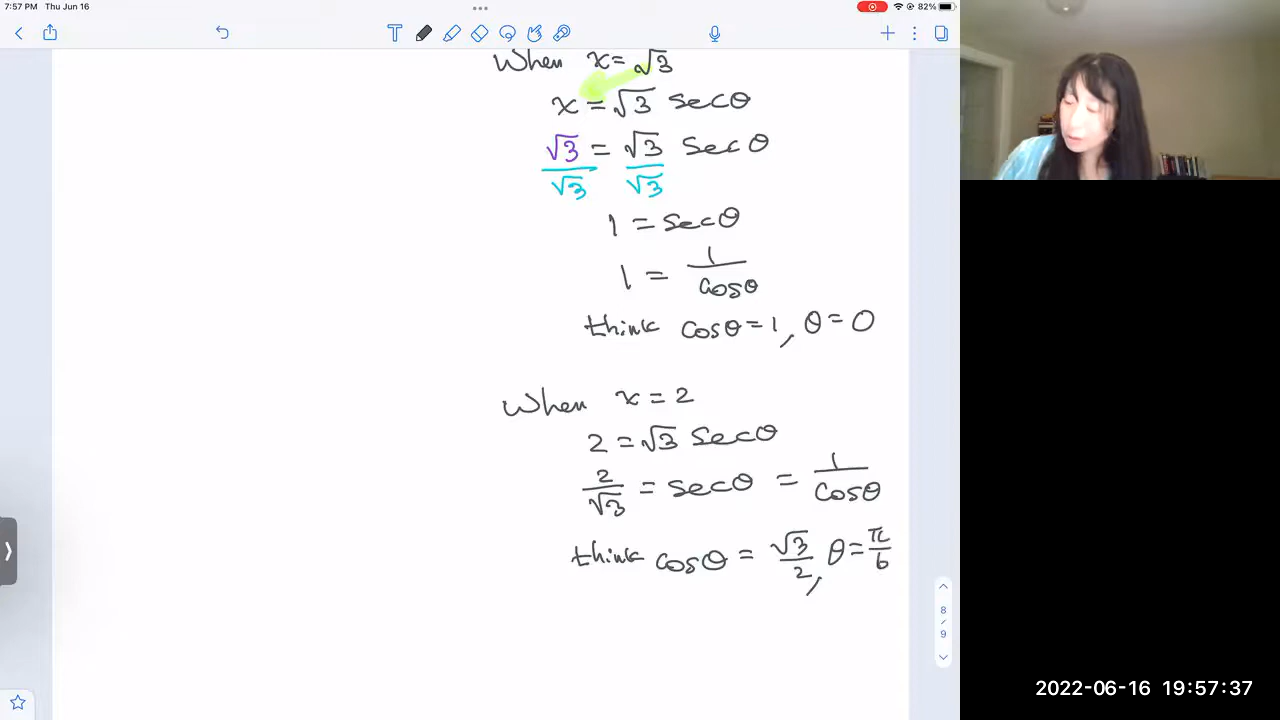 7:57 PM Thu Jun 16
82%
T
When x = √3
x = √3 secθ
√3 = √3 secθ
√3 √3
1 = secθ
1 = 1/cosθ
think cosθ = 1, θ = 0
When x = 2
2 = √3 secθ
2/√3 = secθ = 1/cosθ
think cosθ = √3/2, θ = π/6
8
/
9
2022-06-16 19:57:37